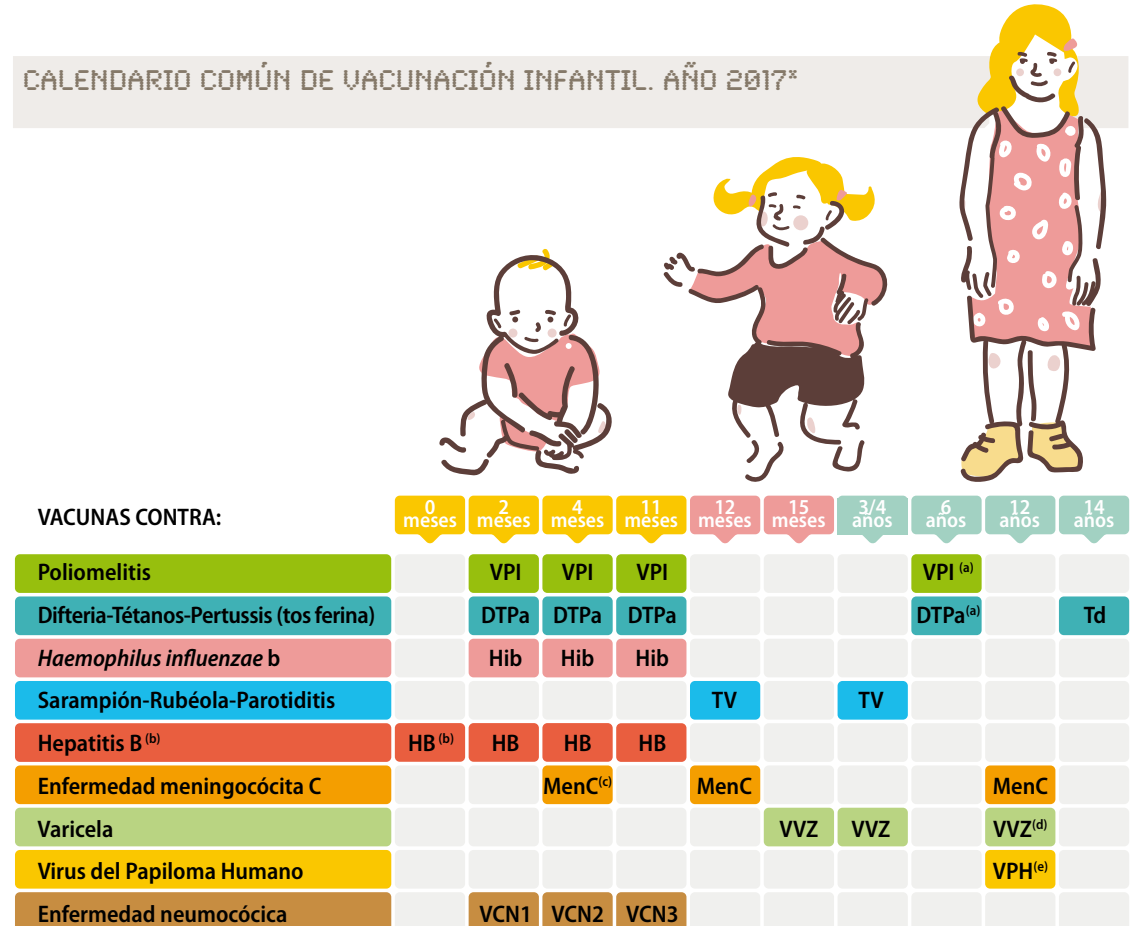 CALENDARIO COMÚN DE VACUNACIÓN INFANTIL. AÑO 2017*
VACUNAS CONTRA: 0 meses 2 meses 4 meses 11 meses 12 meses 15 meses 3/4 años 6 años 12 años 14 años
Poliomelitis VPI VPI VPI VPI (a)
Difteria-Tétanos-Pertussis (tos ferina) DTPa DTPa DTPa DTPa(a) Td
Haemophilus influenzae b Hib Hib Hib
Sarampión-Rubéola-Parotiditis TV TV
Hepatitis B (b) HB (b) HB HB HB
Enfermedad meningocócita C MenC(c) MenC MenC
Varicela VVZ VVZ VVZ(d)
Virus del Papiloma Humano VPH(e)
Enfermedad neumocócica VCN1 VCN2 VCN3